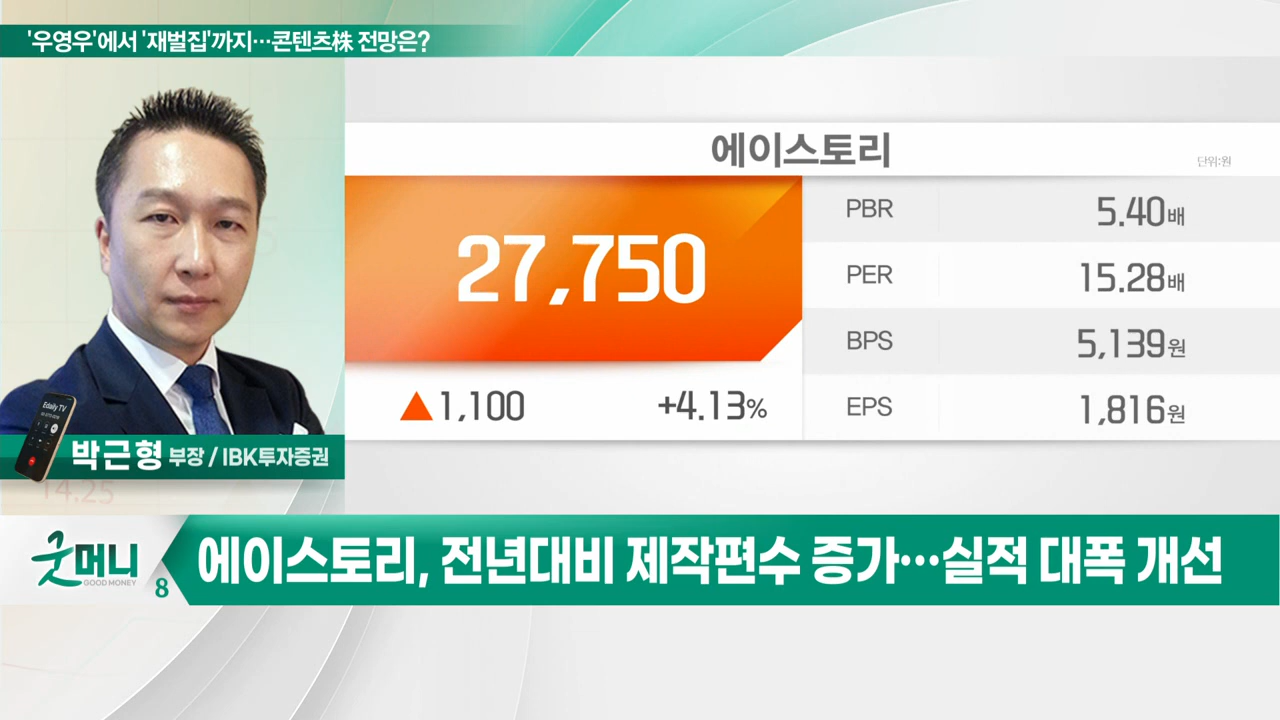 '우영우'에서 '재벌집'까지…콘텐츠株 전망은?
에이스토리
단위:원
27,750
▲1,100 +4.13%
PBR 5.40배
PER 15.28배
BPS 5,139원
EPS 1,816원
Edaily TV
박근형 부장 / IBK투자증권
14.25
굿머니
GOOD MONEY
8
에이스토리, 전년대비 제작편수 증가…실적 대폭 개선